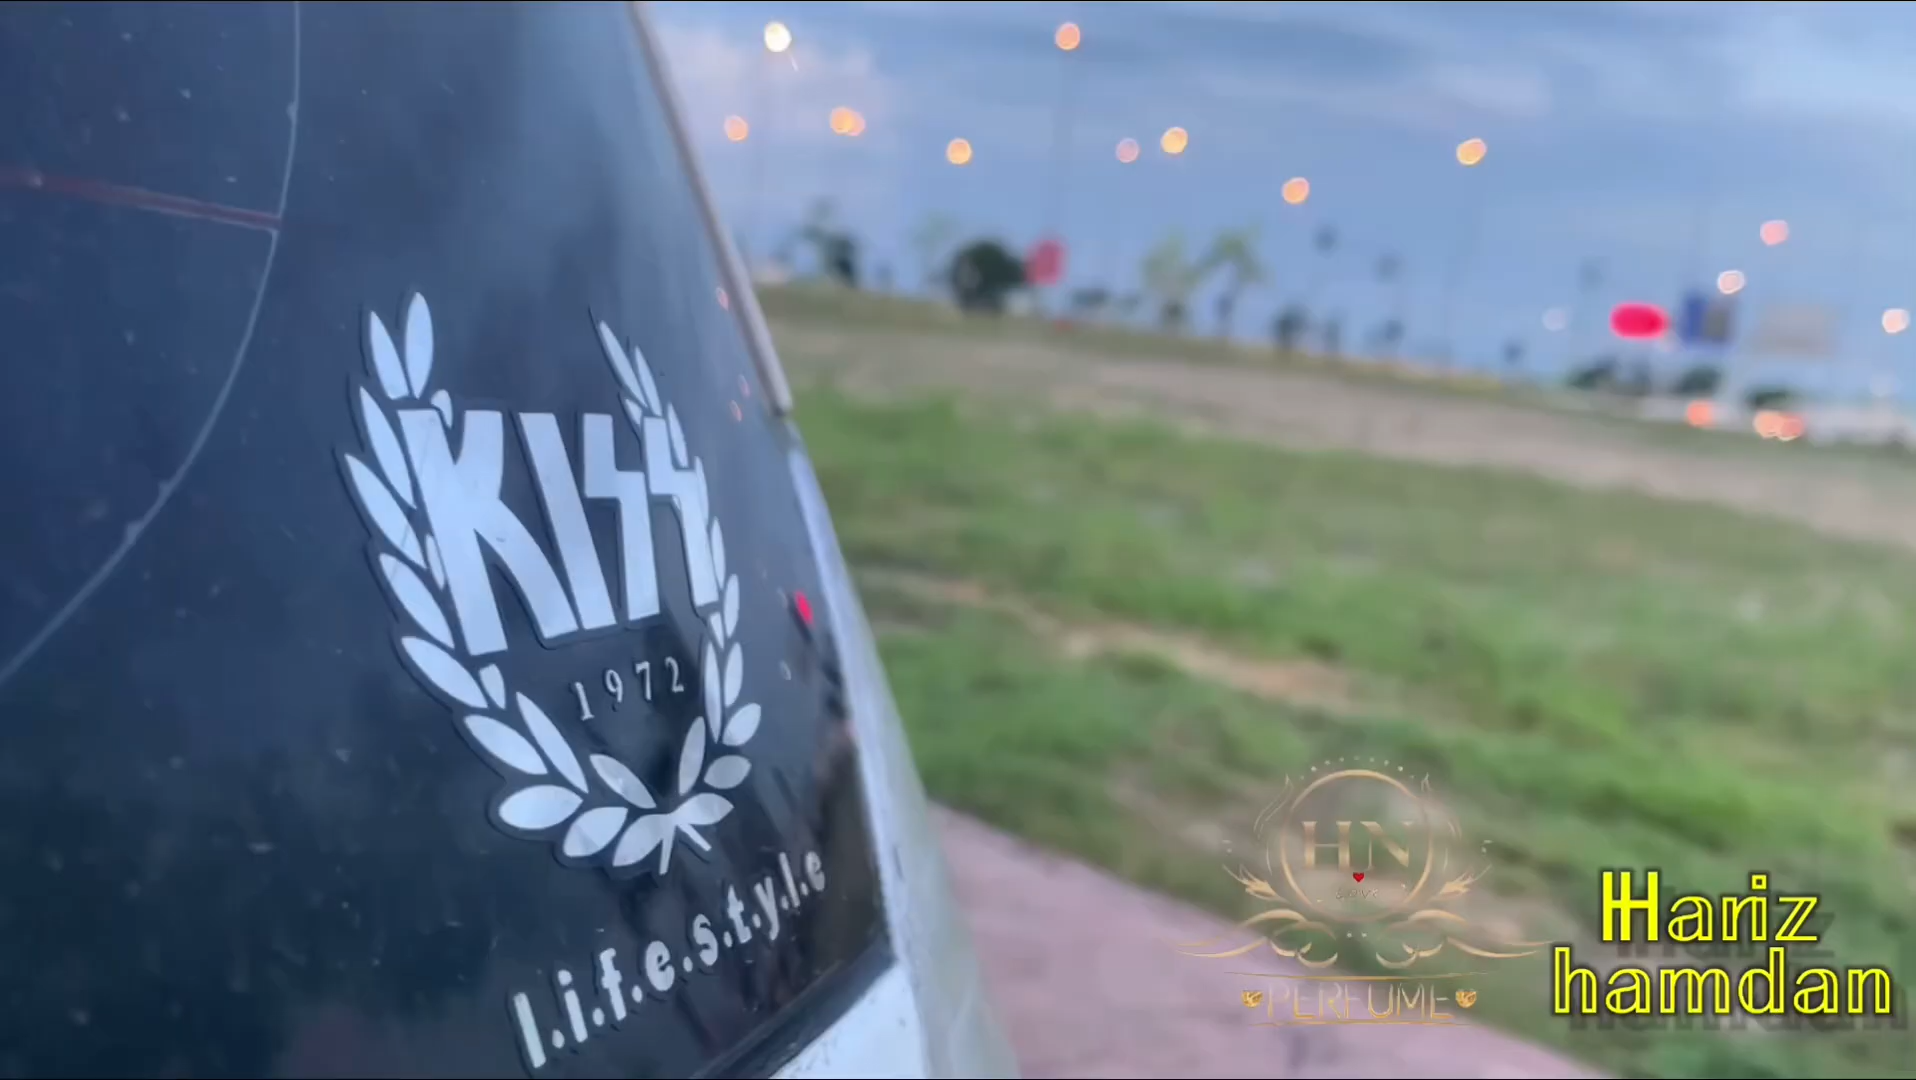 KISS
1972
l.i.f.e.s.t.y.l.e
HN
PERFUME
Hariz
hamdan